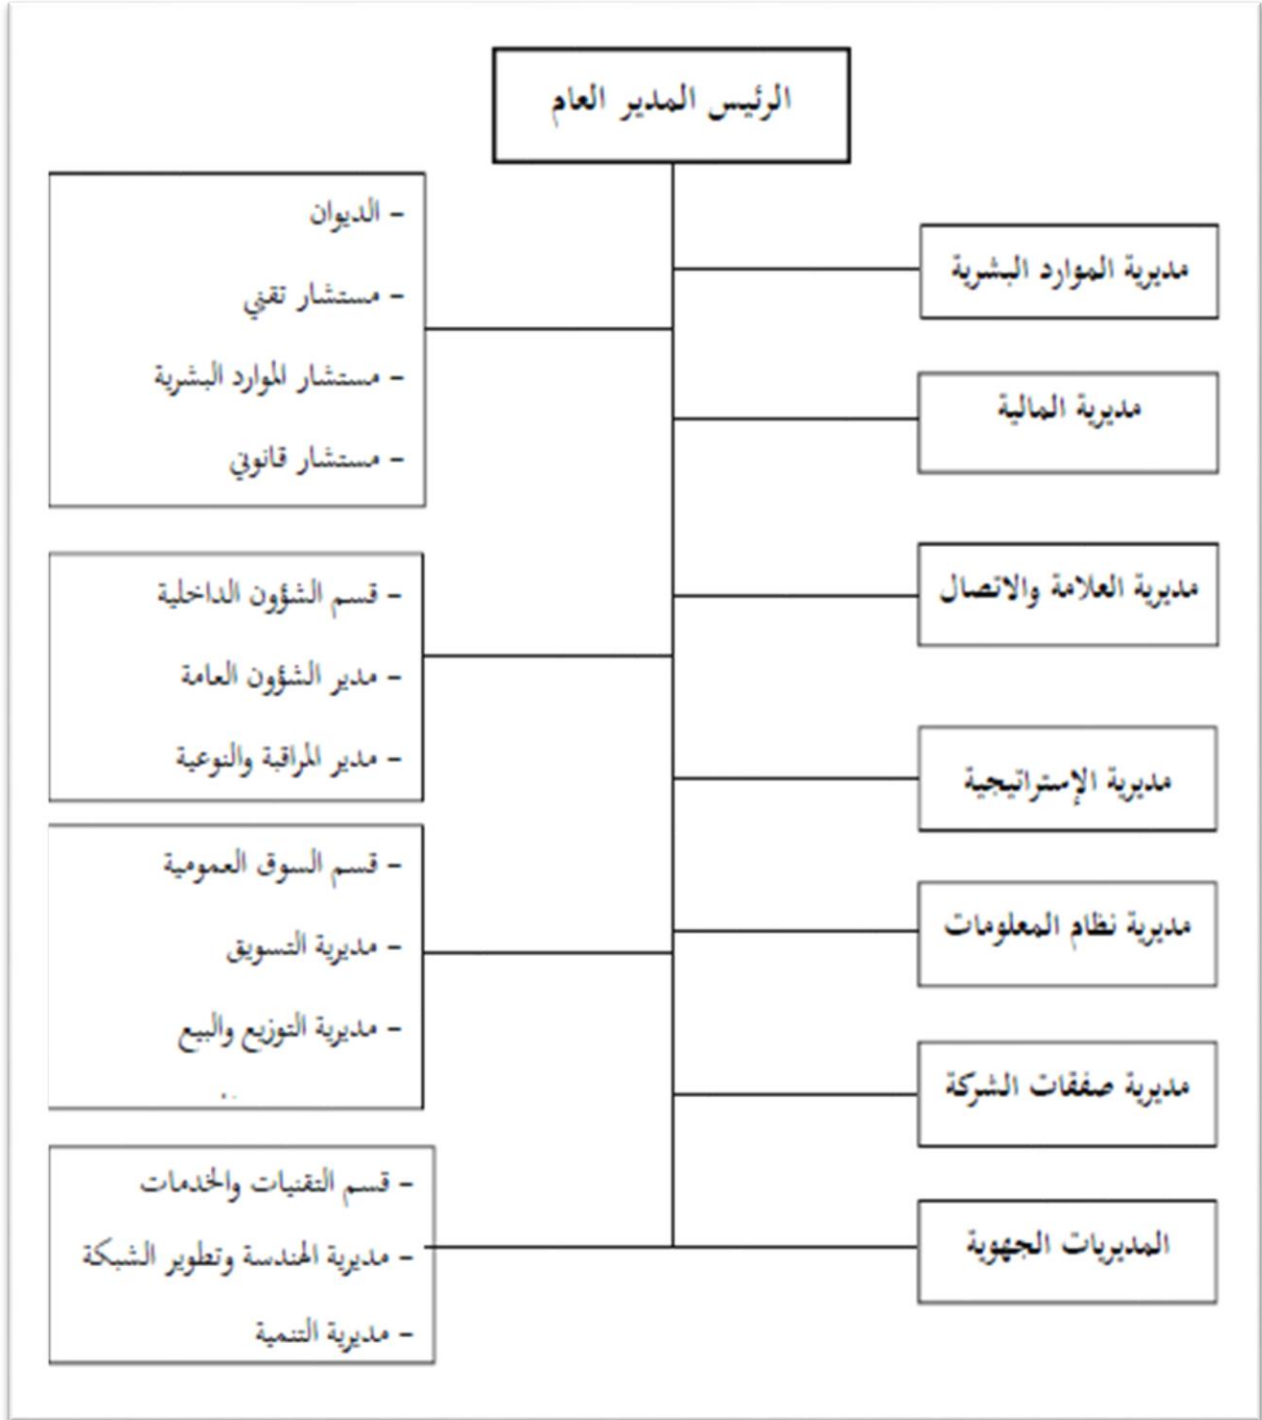 الرئيس المدير العام
مديرية الموارد البشرية
مديرية المالية
مديرية العلامة والاتصال
مديرية الإستراتيجية
مديرية نظام المعلومات
مديرية صفقات الشركة
المديريات الجهوية
- الديوان
- مستشار تقني
- مستشار الموارد البشرية
- مستشار قانوني
- قسم الشؤون الداخلية
- مدير الشؤون العامة
- مدير المراقبة والنوعية
- قسم السوق العمومية
- مديرية التسويق
- مديرية التوزيع والبيع
- قسم التقنيات والخدمات
- مديرية الهندسة وتطوير الشبكة
- مديرية التنمية